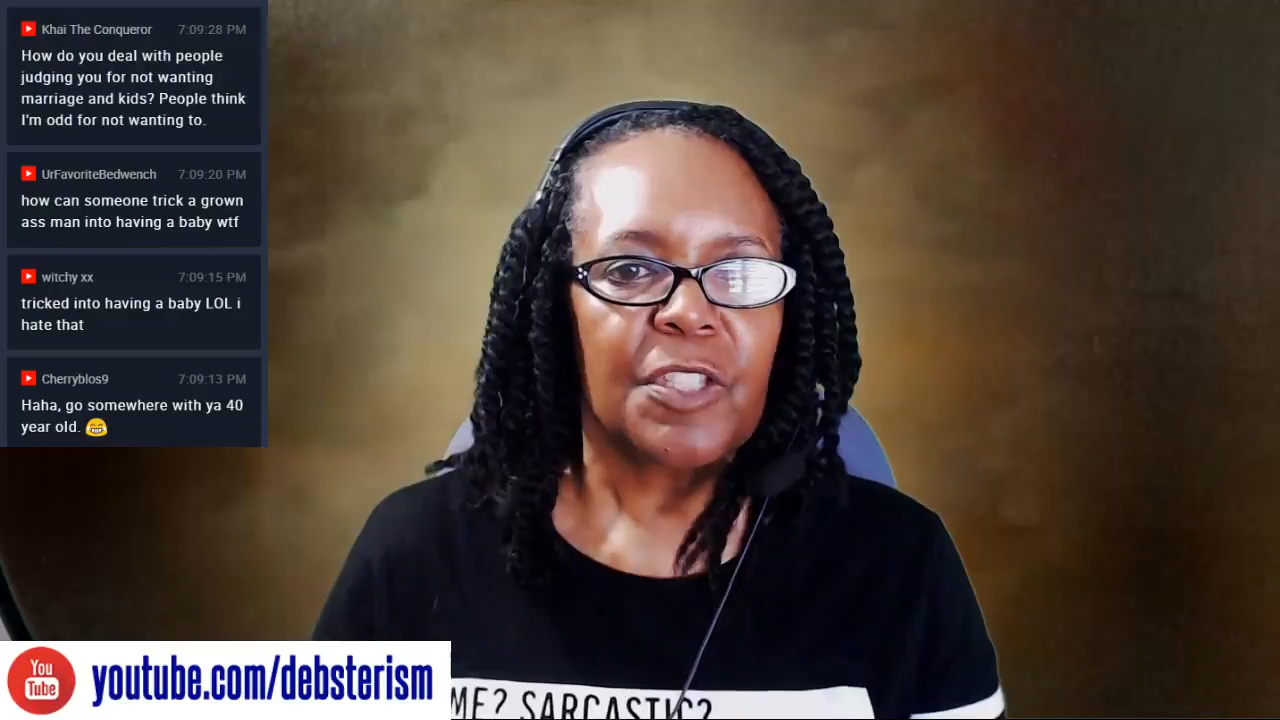 Khai The Conqueror 7:09:28 PM
How do you deal with people
judging you for not wanting
marriage and kids? People think
I'm odd for not wanting to.
UrFavoriteBedwench 7:09:20 PM
how can someone trick a grown
ass man into having a baby wtf
witchy xx 7:09:15 PM
tricked into having a baby LOL i
hate that
Cherryblos9 7:09:13 PM
Haha, go somewhere with ya 40
year old. 😂
You
Tube
youtube.com/debsterism
ME? SARCASTIC?